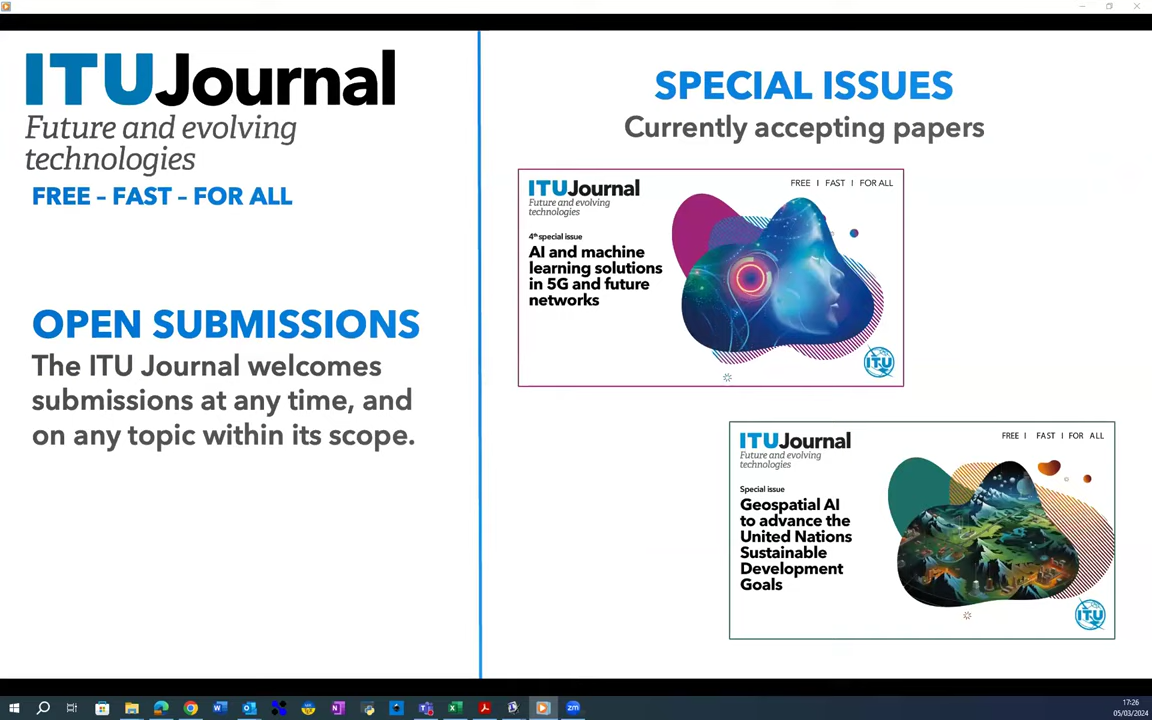 ITUJournal
Future and evolving
technologies
FREE – FAST – FOR ALL
OPEN SUBMISSIONS
The ITU Journal welcomes
submissions at any time, and
on any topic within its scope.
SPECIAL ISSUES
Currently accepting papers
ITUJournal
Future and evolving
technologies
FREE I FAST I FOR ALL
4th special issue
AI and machine
learning solutions
in 5G and future
networks
ITU
ITUJournal
Future and evolving
technologies
FREE I FAST I FOR ALL
Special issue
Geospatial AI
to advance the
United Nations
Sustainable
Development
Goals
ITU
17:26
05/03/2024